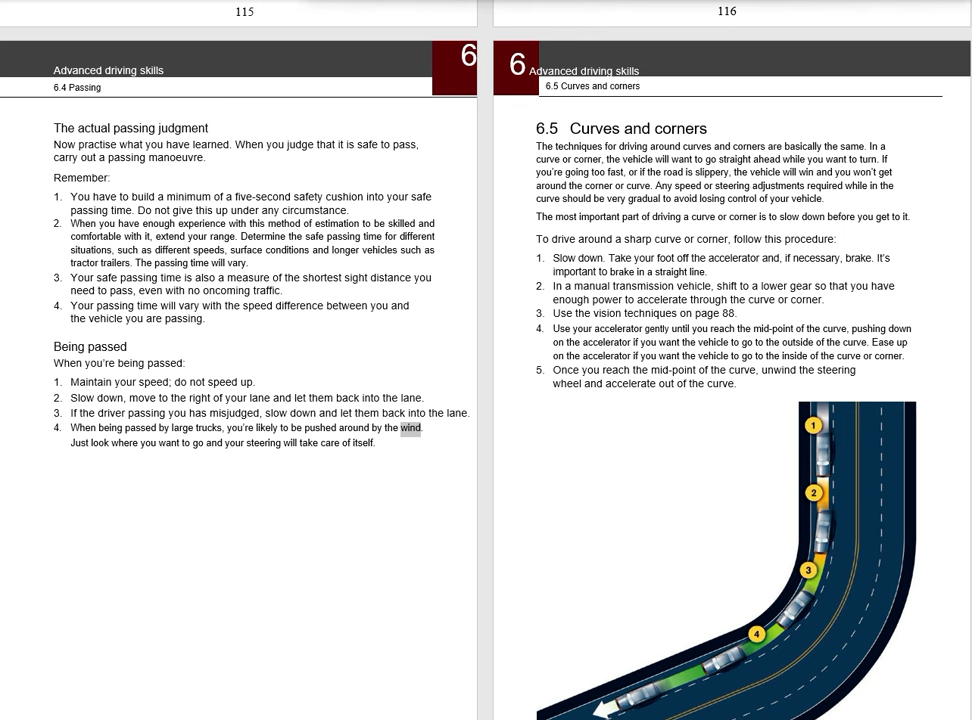 115
116
6
Advanced driving skills
6.4 Passing
The actual passing judgment
Now practise what you have learned. When you judge that it is safe to pass,
carry out a passing manoeuvre.
Remember:
1. You have to build a minimum of a five-second safety cushion into your safe
passing time. Do not give this up under any circumstance.
2. When you have enough experience with this method of estimation to be skilled and
comfortable with it, extend your range. Determine the safe passing time for different
situations, such as different speeds, surface conditions and longer vehicles such as
tractor trailers. The passing time will vary.
3. Your safe passing time is also a measure of the shortest sight distance you
need to pass, even with no oncoming traffic.
4. Your passing time will vary with the speed difference between you and
the vehicle you are passing.
Being passed
When you're being passed:
1. Maintain your speed; do not speed up.
2. Slow down, move to the right of your lane and let them back into the lane.
3. If the driver passing you has misjudged, slow down and let them back into the lane.
4. When being passed by large trucks, you're likely to be pushed around by the wind.
Just look where you want to go and your steering will take care of itself.
6 Advanced driving skills
6.5 Curves and corners
6.5 Curves and corners
The techniques for driving around curves and corners are basically the same. In a
curve or corner, the vehicle will want to go straight ahead while you want to turn. If
you're going too fast, or if the road is slippery, the vehicle will win and you won't get
around the corner or curve. Any speed or steering adjustments required while in the
curve should be very gradual to avoid losing control of your vehicle.
The most important part of driving a curve or corner is to slow down before you get to it.
To drive around a sharp curve or corner, follow this procedure:
1. Slow down. Take your foot off the accelerator and, if necessary, brake. It's
important to brake in a straight line.
2. In a manual transmission vehicle, shift to a lower gear so that you have
enough power to accelerate through the curve or corner.
3. Use the vision techniques on page 88.
4. Use your accelerator gently until you reach the mid-point of the curve, pushing down
on the accelerator if you want the vehicle to go to the outside of the curve. Ease up
on the accelerator if you want the vehicle to go to the inside of the curve or corner.
5. Once you reach the mid-point of the curve, unwind the steering
wheel and accelerate out of the curve.
1
2
3
4